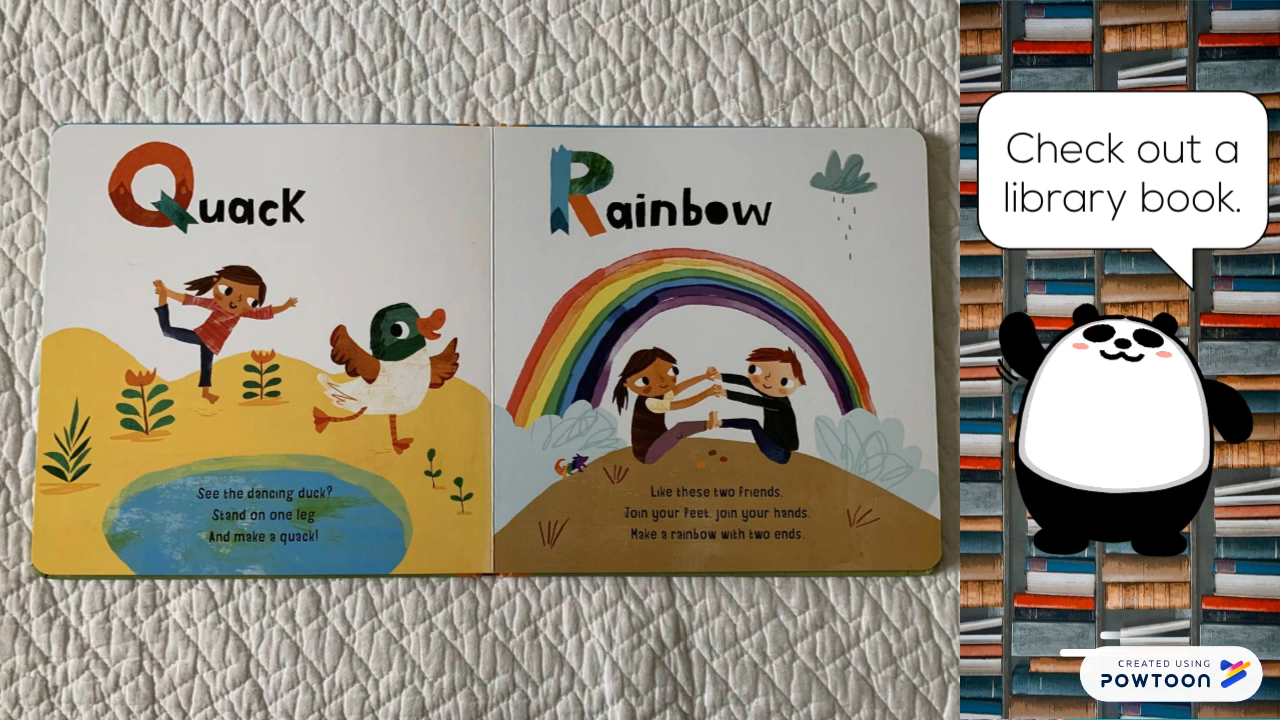 Quack
See the dancing duck?
Stand on one leg
And make a quack!
Rainbow
Like these two friends.
Join your feet, join your hands.
Make a rainbow with two ends.
Check out a
library book.
CREATED USING
POWTOON